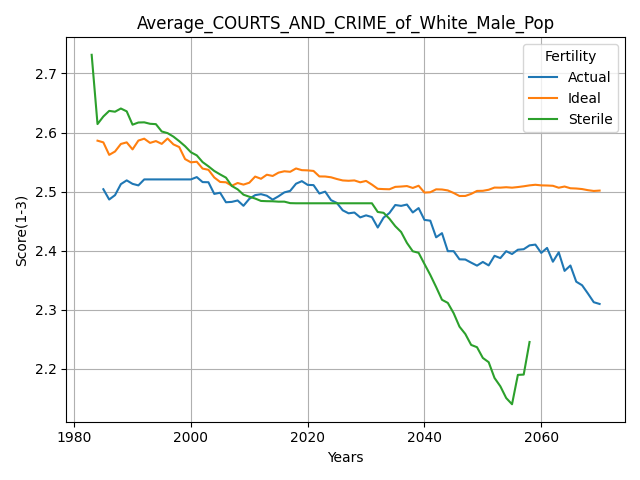 Average_COURTS_AND_CRIME_of_White_Male_Pop
Fertility
Actual
Ideal
Sterile
Score(1-3)
2.7
2.6
2.5
2.4
2.3
2.2
1980
2000
2020
2040
2060
Years